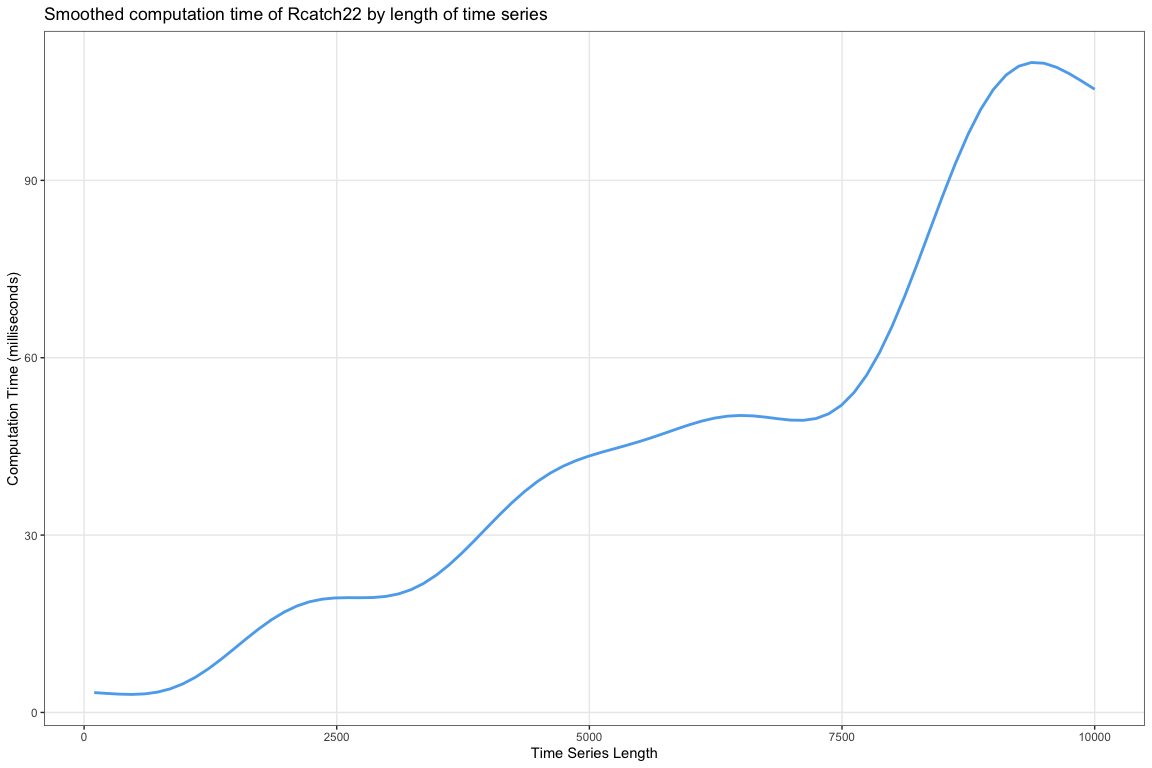 Smoothed computation time of Rcatch22 by length of time series
Computation Time (milliseconds)
90
60
30
0
0 2500 5000 7500 10000
Time Series Length